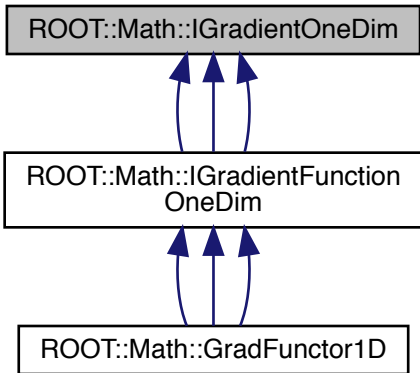 ROOT::Math::IGradientOneDim
ROOT::Math::IGradientFunction
OneDim
ROOT::Math::GradFunctor1D